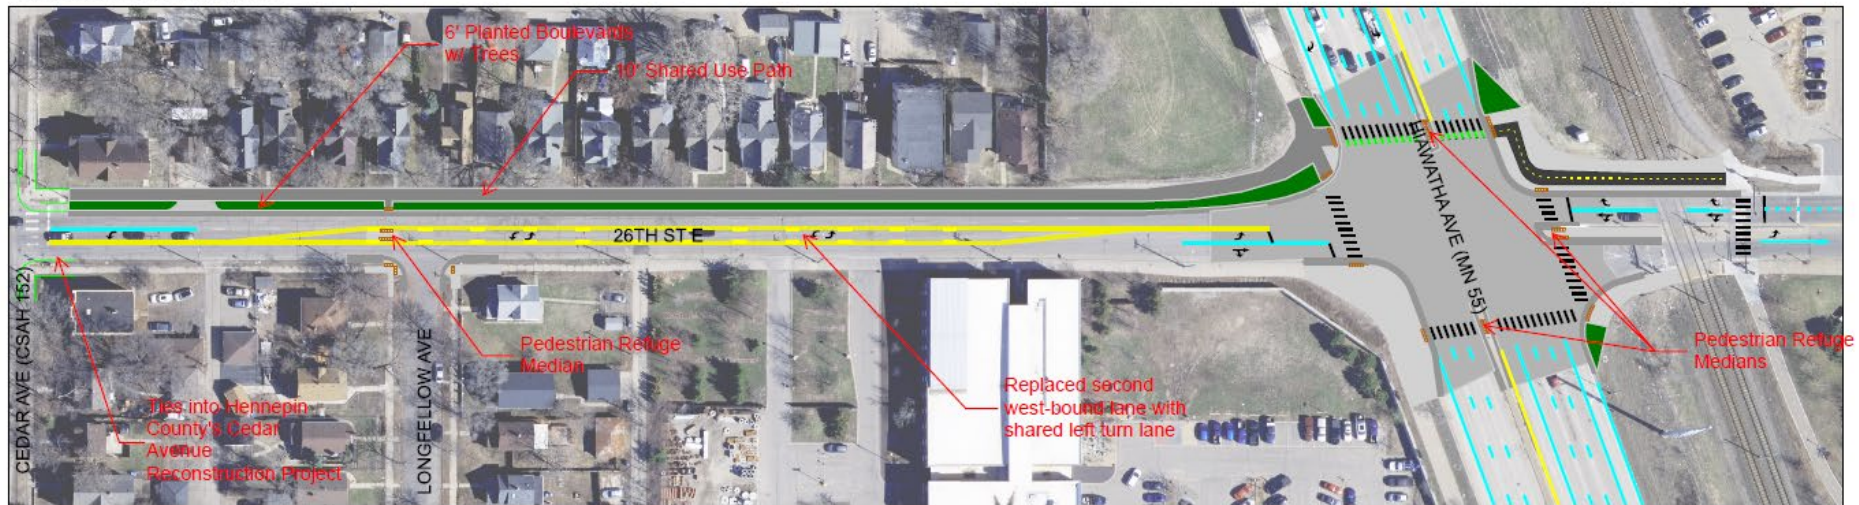 6' Planted Boulevards
w/ Trees
10' Shared Use Path
26TH ST E
HIAWATHA AVE (MN 55)
CEDAR AVE (CSAH 152)
LONGFELLOW AVE
Pedestrian Refuge
Median
Pedestrian Refuge
Medians
Replaced second
west-bound lane with
shared left turn lane
Ties into Hennepin
County's Cedar
Avenue
Reconstruction Project